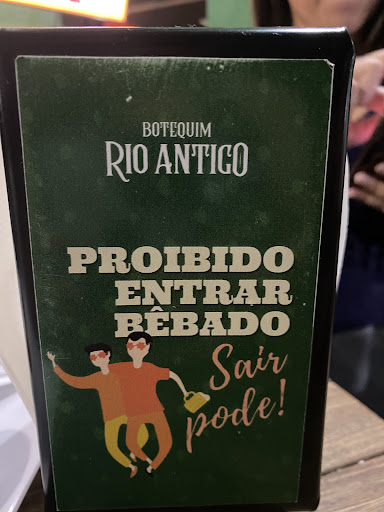 BOTEQUIM
RIO ANTIGO
PROIBIDO
ENTRAR
BÊBADO
Sair
pode!